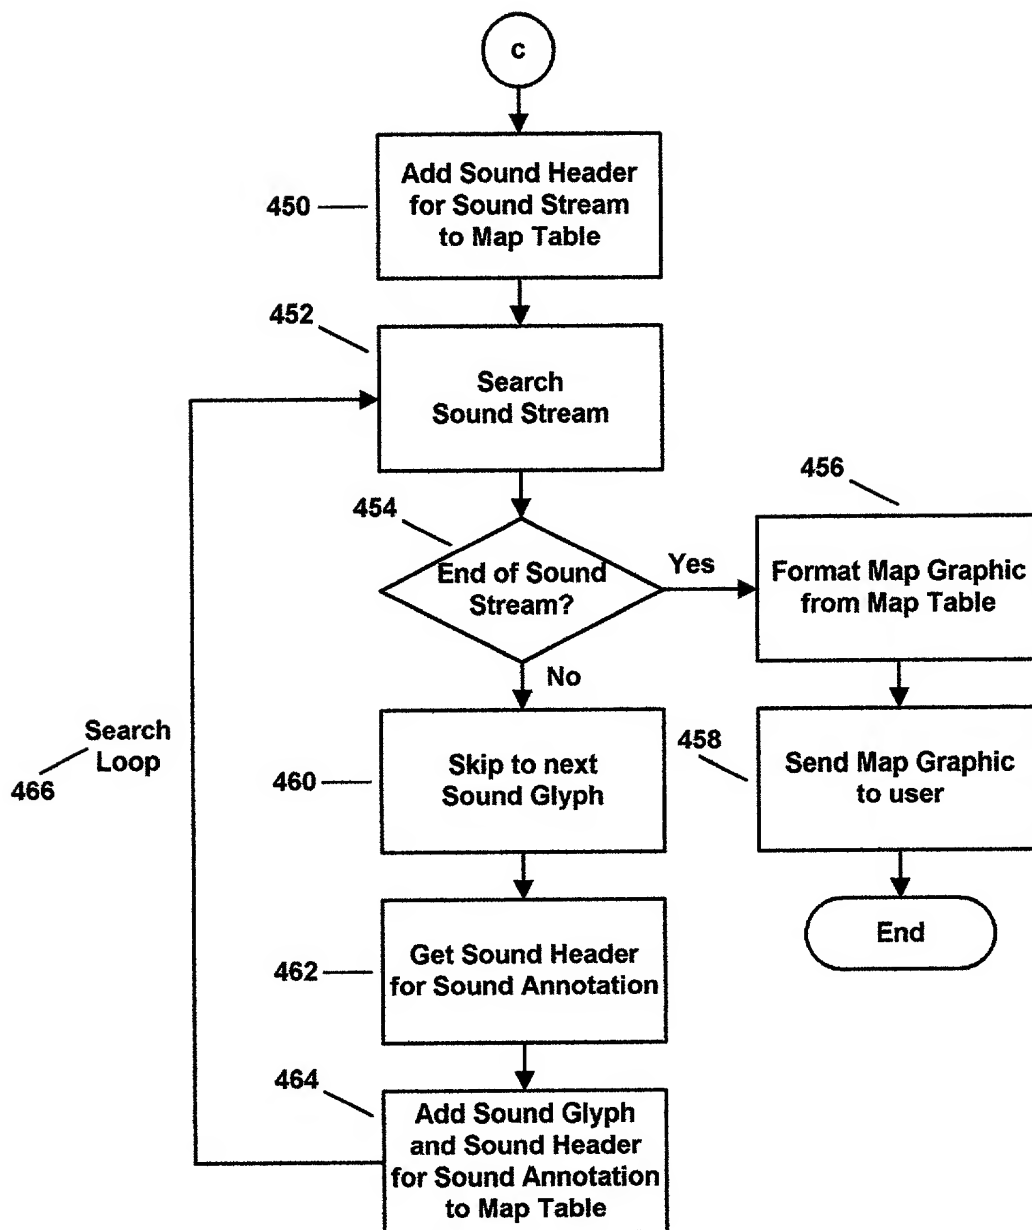 c
450
Add Sound Header
for Sound Stream
to Map Table
452
Search
Sound Stream
454
End of Sound
Stream?
Yes
No
456
Format Map Graphic
from Map Table
458
Send Map Graphic
to user
End
460
Skip to next
Sound Glyph
462
Get Sound Header
for Sound Annotation
464
Add Sound Glyph
and Sound Header
for Sound Annotation
to Map Table
Search
Loop
466